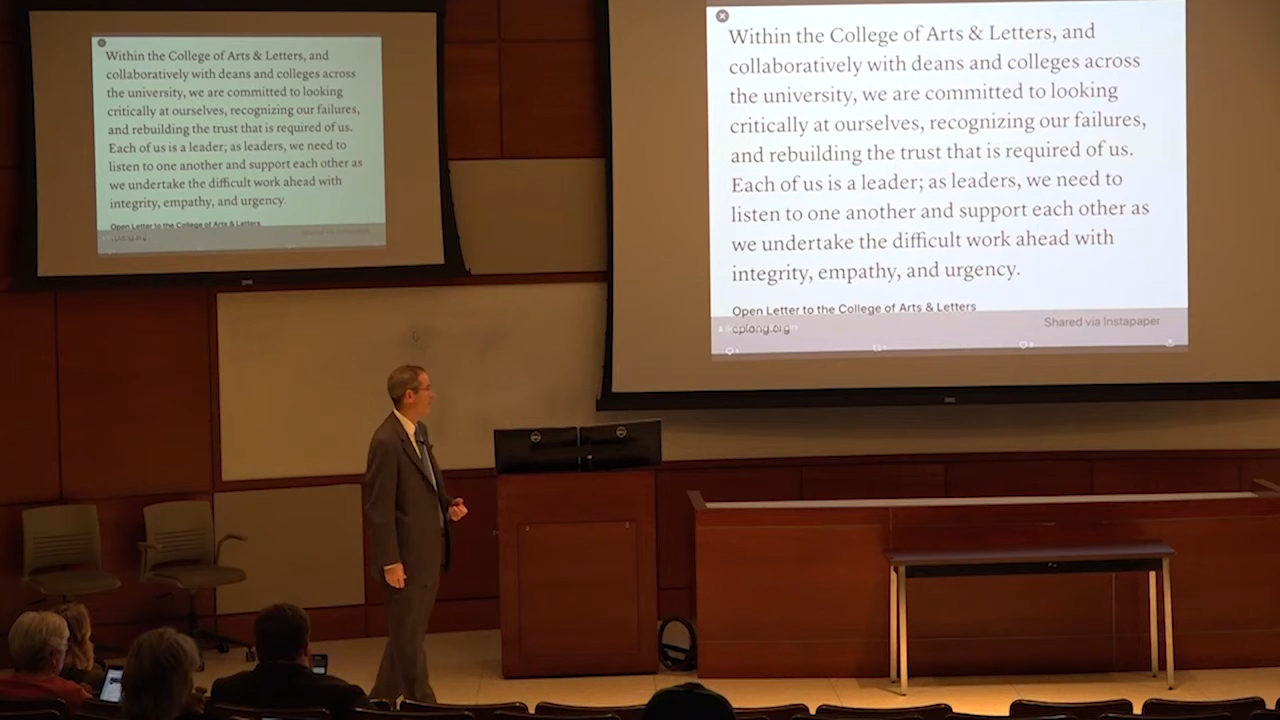 Within the College of Arts & Letters, and
collaboratively with deans and colleges across
the university, we are committed to looking
critically at ourselves, recognizing our failures,
and rebuilding the trust that is required of us.
Each of us is a leader; as leaders, we need to
listen to one another and support each other as
we undertake the difficult work ahead with
integrity, empathy, and urgency.
Open Letter to the College of Arts & Letters
cplong.org
Shared via Instapaper
Within the College of Arts & Letters, and
collaboratively with deans and colleges across
the university, we are committed to looking
critically at ourselves, recognizing our failures,
and rebuilding the trust that is required of us.
Each of us is a leader; as leaders, we need to
listen to one another and support each other as
we undertake the difficult work ahead with
integrity, empathy, and urgency.
Open Letter to the College of Arts & Letters
cplong.org
Shared via Instapaper
DELL
DELL